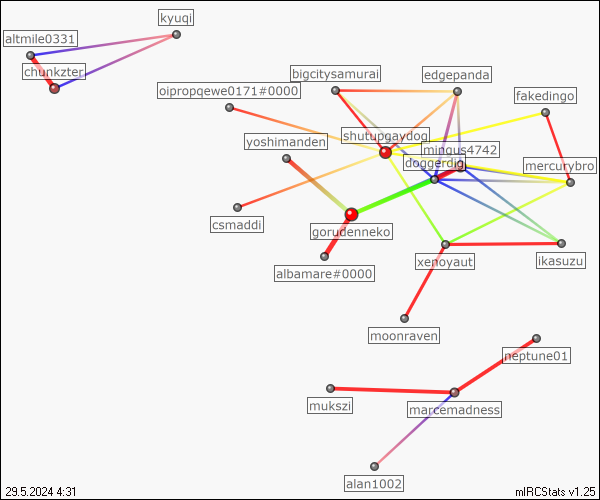 kyuqi
altmile0331
chunkzter
bigcitysamurai
edgepanda
oipropqewe0171#0000
fakedingo
shutupgaydog
yoshimanden
mingus4742
doggerdig
mercurybro
csmaddi
gorudenneko
albamare#0000
xenoyaut
ikasuzu
moonraven
neptune01
mukszi
marcemadness
alan1002
29.5.2024 4:31
mIRCStats v1.25